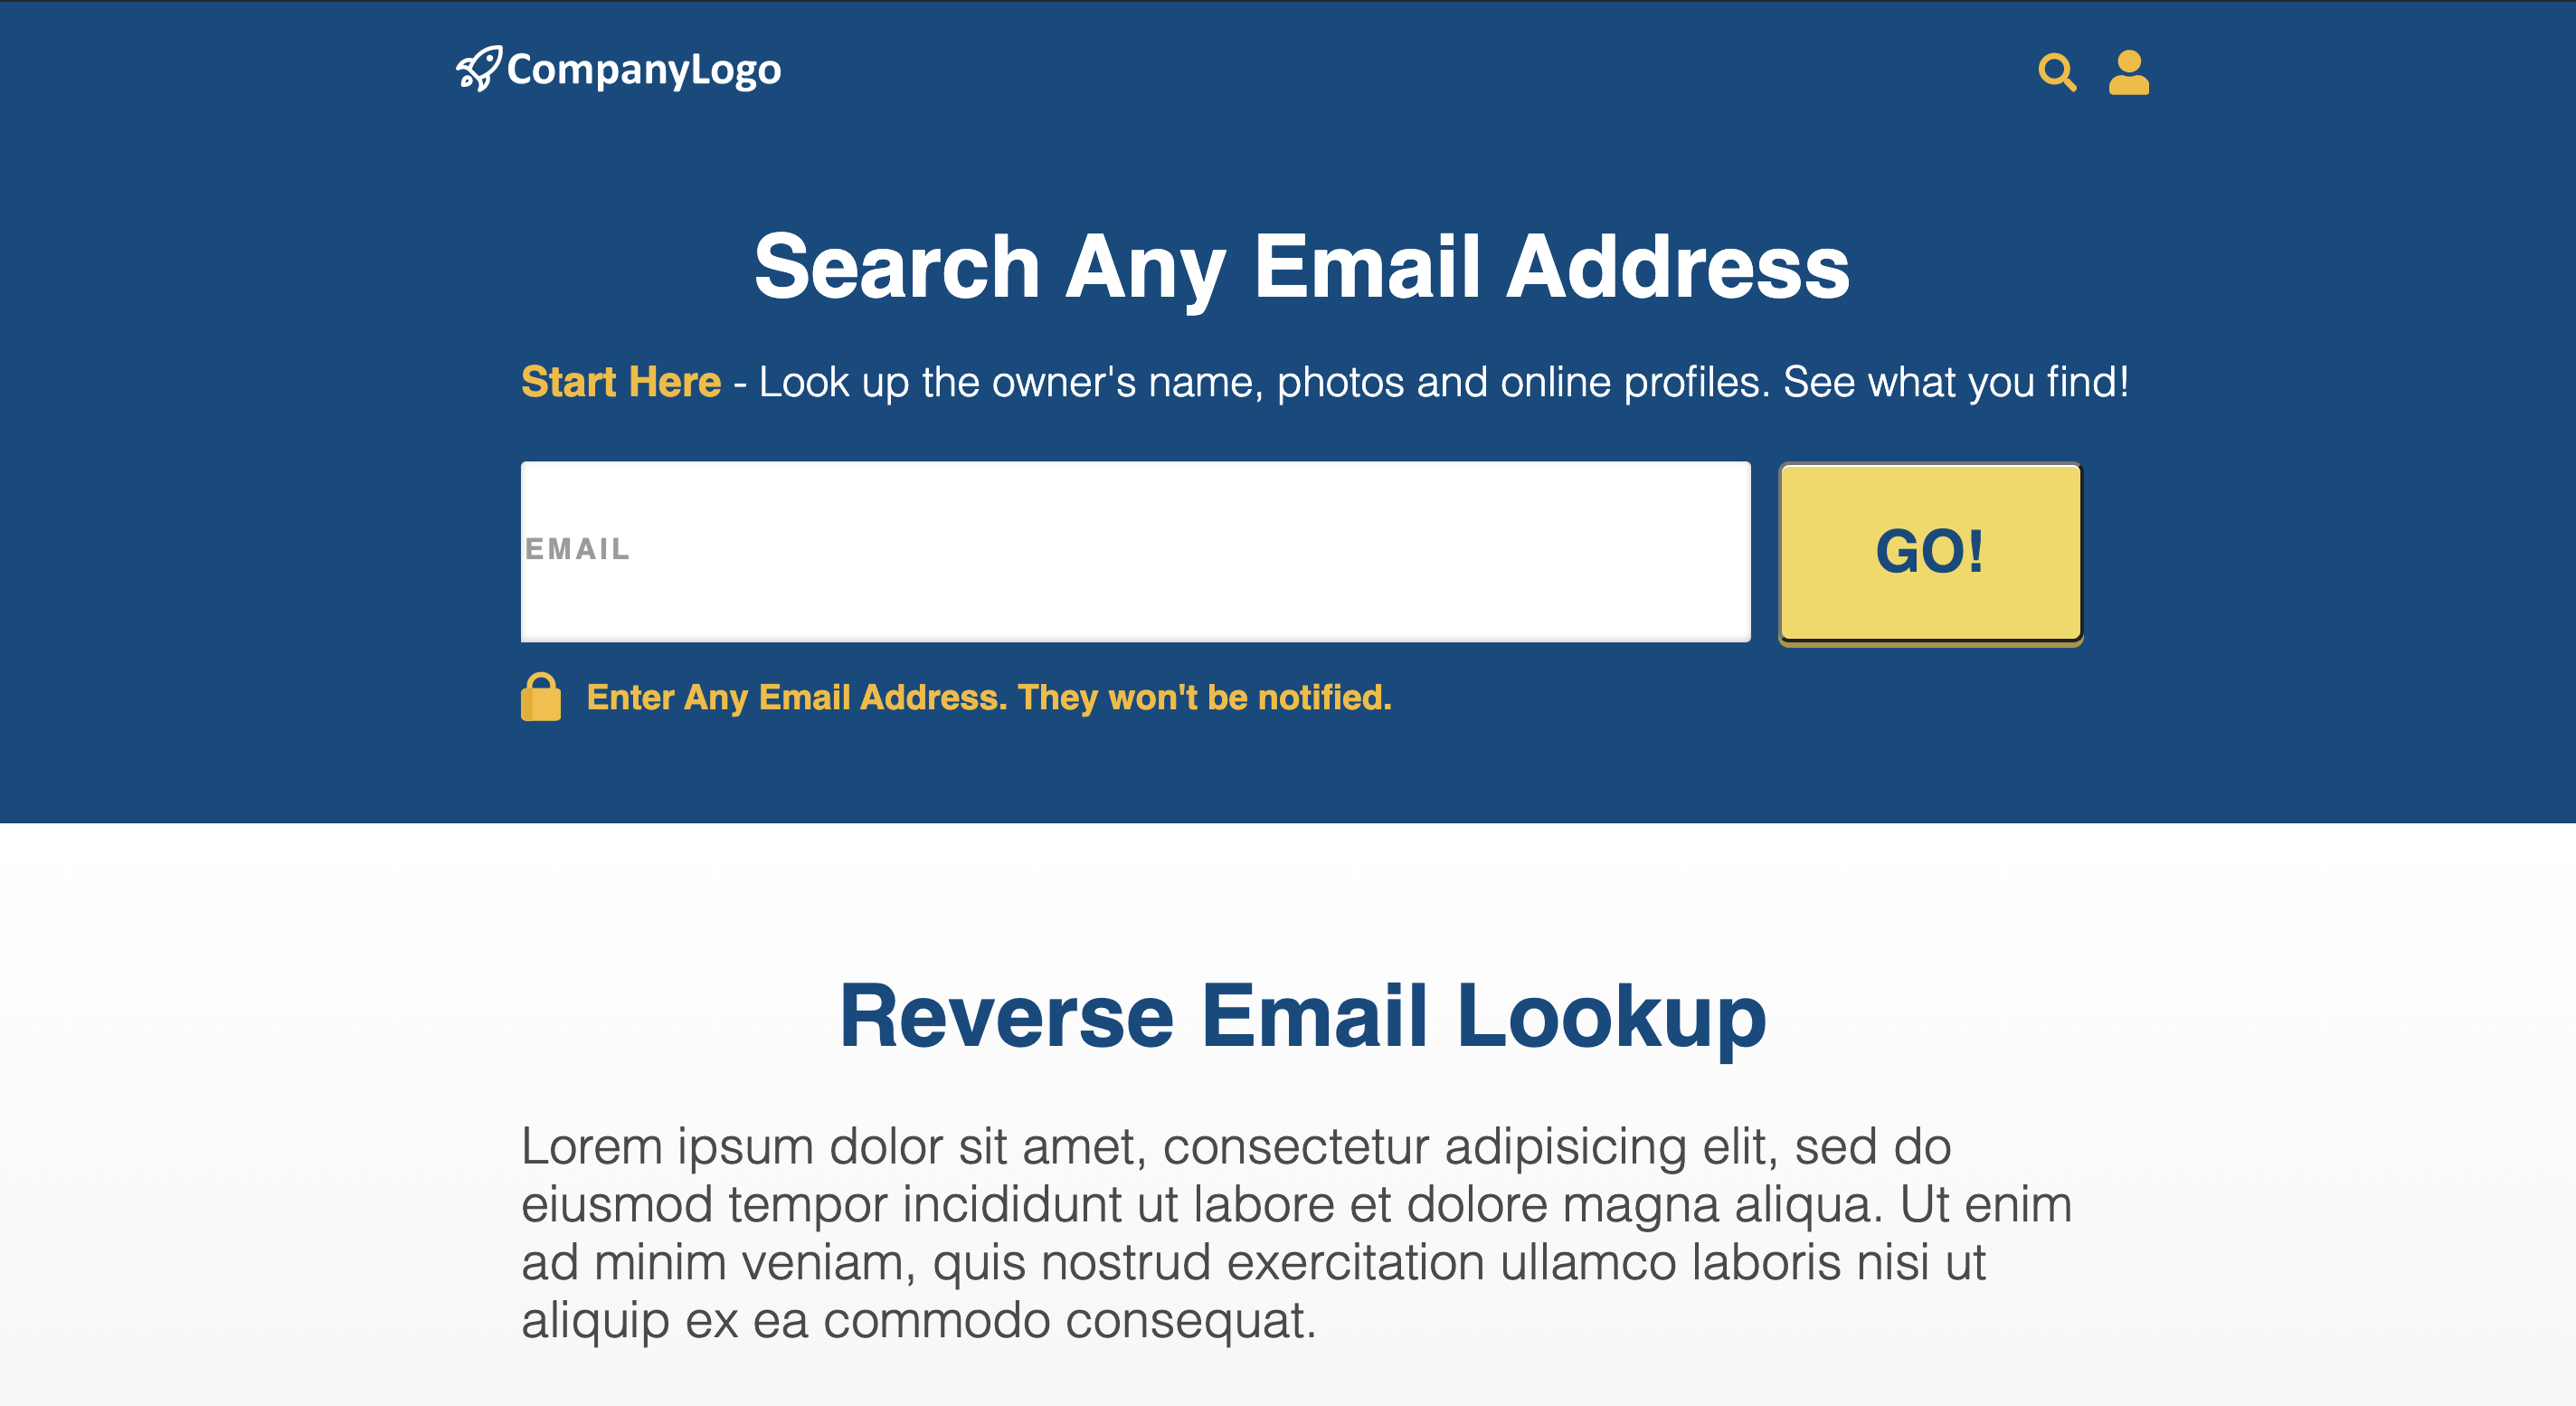 CompanyLogo
Search Any Email Address
Start Here - Look up the owner's name, photos and online profiles. See what you find!
EMAIL
GO!
Enter Any Email Address. They won't be notified.
Reverse Email Lookup
Lorem ipsum dolor sit amet, consectetur adipisicing elit, sed do
eiusmod tempor incididunt ut labore et dolore magna aliqua. Ut enim
ad minim veniam, quis nostrud exercitation ullamco laboris nisi ut
aliquip ex ea commodo consequat.